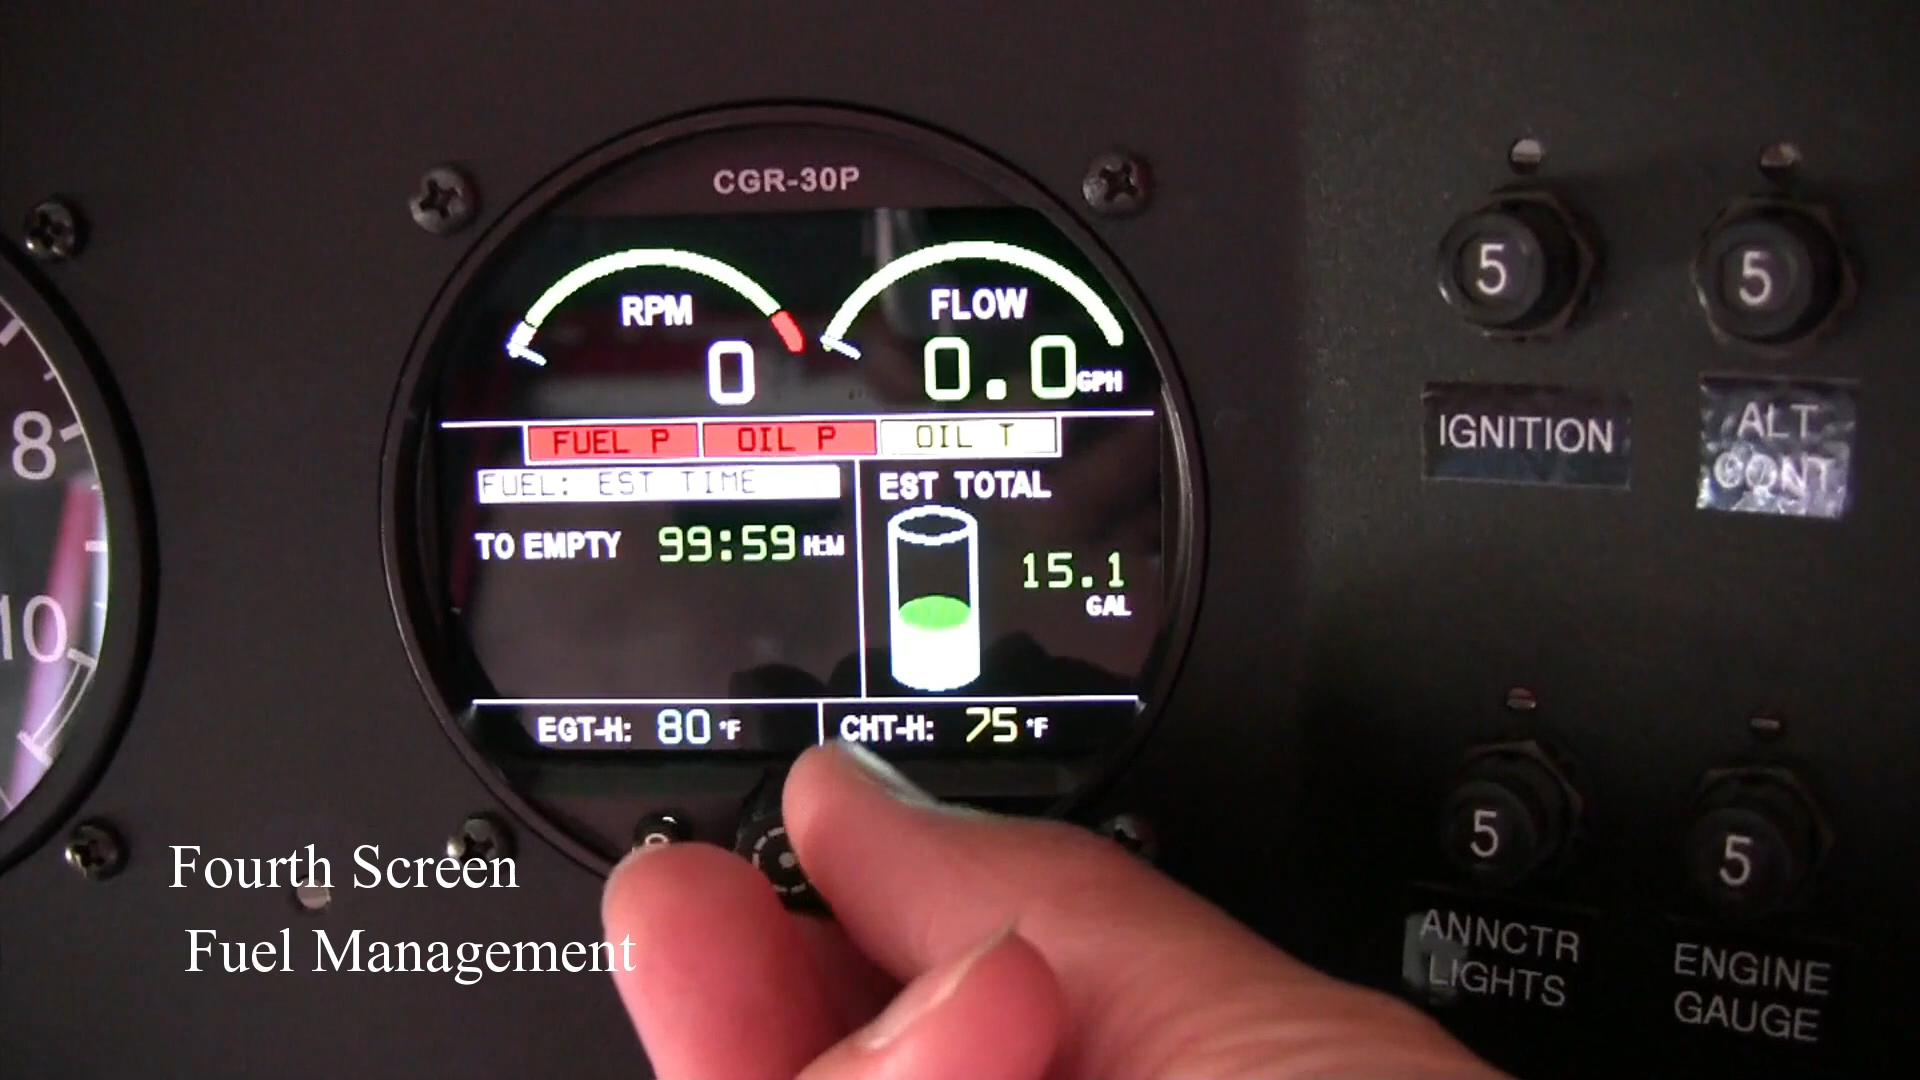 CGR-30P
RPM
0
FLOW
0.0 GPH
FUEL P
OIL P
OIL T
FUEL: EST TIME
TO EMPTY 99:59 H:M
EST TOTAL
15.1
GAL
EGT-H: 80 °F
CHT-H: 75 °F
8
10
5
IGNITION
5
ALT
CONT
5
ANNCTR
LIGHTS
5
ENGINE
GAUGE
Fourth Screen
Fuel Management